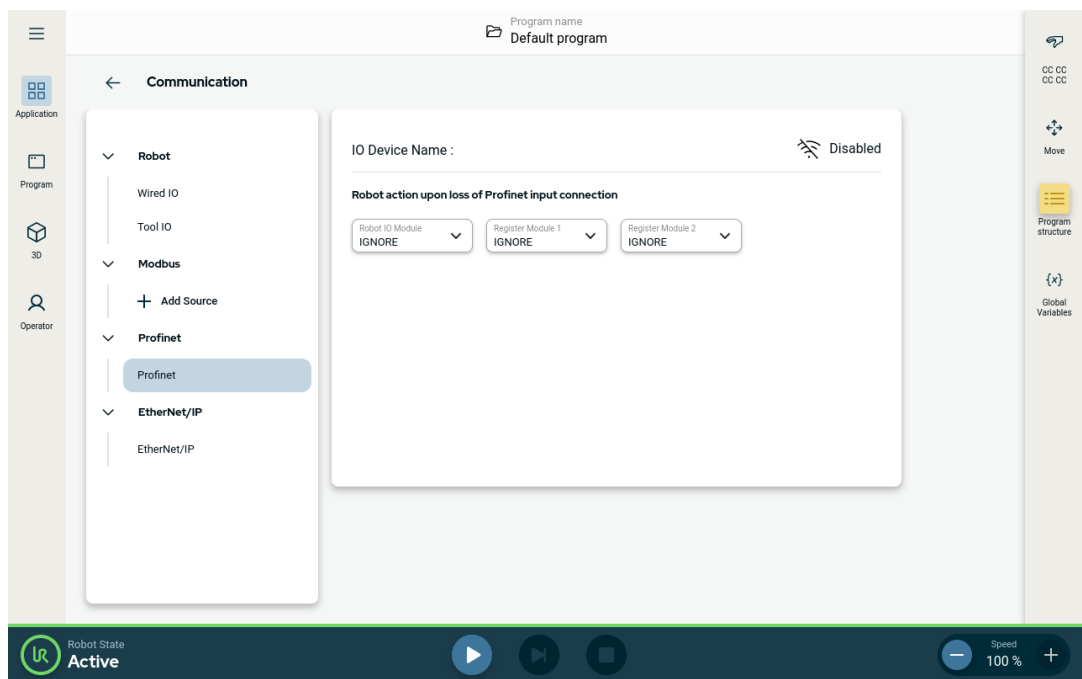 Program name
Default program
Application
Program
3D
Operator
Communication
Robot
Wired IO
Tool IO
Modbus
Add Source
Profinet
Profinet
EtherNet/IP
EtherNet/IP
IO Device Name :
Disabled
Robot action upon loss of Profinet input connection
Robot IO Module
IGNORE
Register Module 1
IGNORE
Register Module 2
IGNORE
CC CC
CC CC
Move
Program
structure
{x}
Global
Variables
UR
Robot State
Active
Speed
100 %